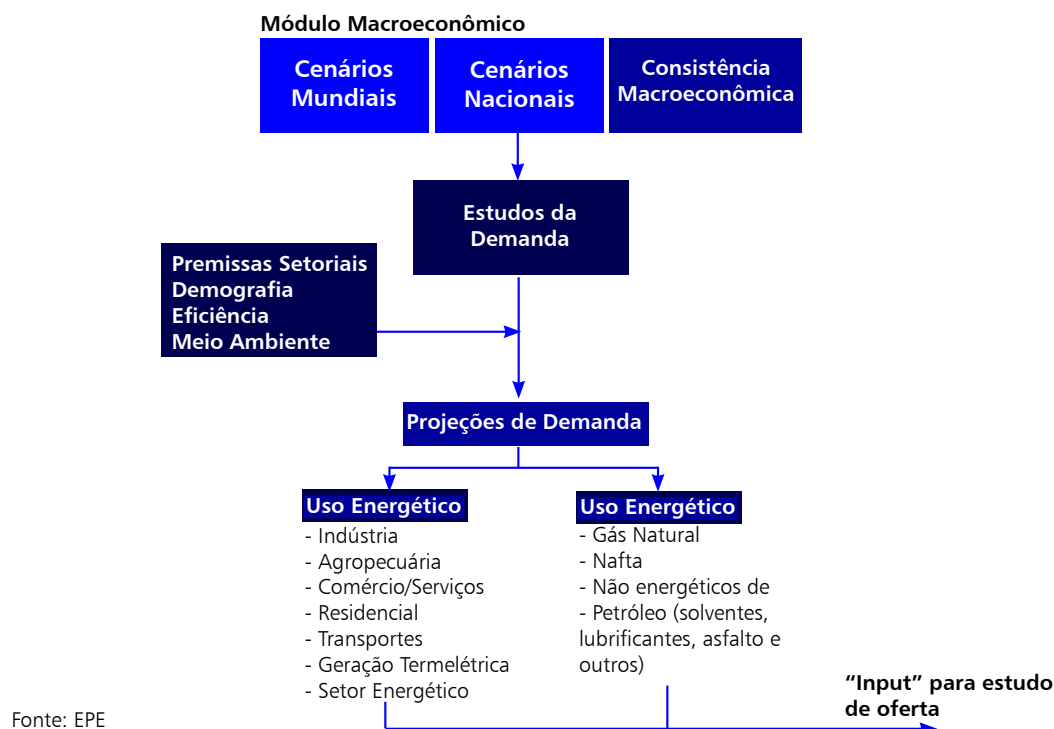 Módulo Macroeconômico
Cenários
Mundiais
Cenários
Nacionais
Consistência
Macroeconômica
Estudos da
Demanda
Premissas Setoriais
Demografia
Eficiência
Meio Ambiente
Projeções de Demanda
Uso Energético
- Indústria
- Agropecuária
- Comércio/Serviços
- Residencial
- Transportes
- Geração Termelétrica
- Setor Energético
Uso Energético
- Gás Natural
- Nafta
- Não energéticos de
- Petróleo (solventes,
lubrificantes, asfalto e
outros)
“Input” para estudo
de oferta
Fonte: EPE